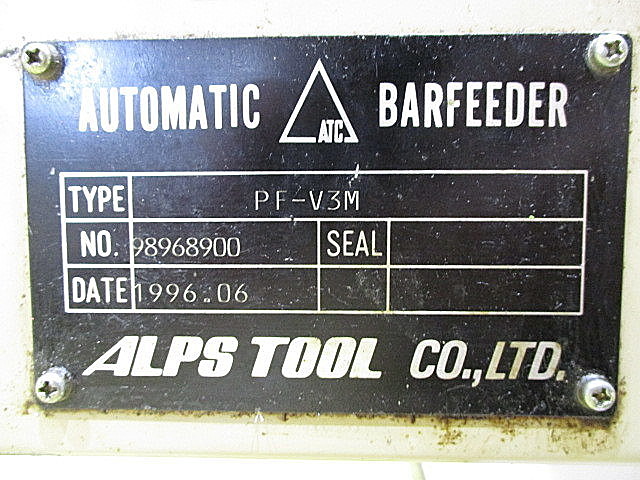 AUTOMATIC ATC BARFEEDER
TYPE PF-V3M
NO. 98968900 SEAL
DATE 1996.06
ALPS TOOL CO., LTD.